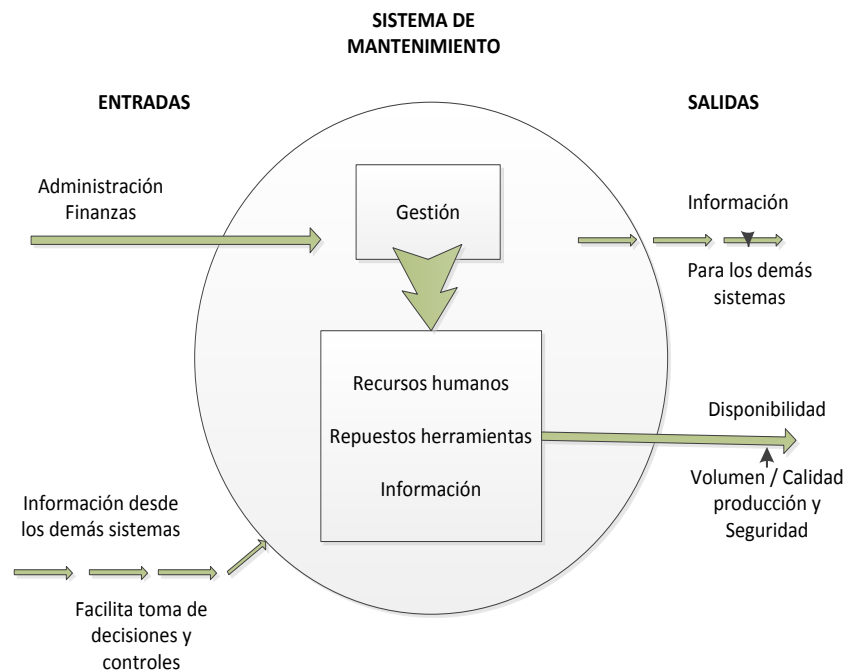 SISTEMA DE
MANTENIMIENTO
ENTRADAS
SALIDAS
Administración
Finanzas
Gestión
Información
Para los demás
sistemas
Recursos humanos
Repuestos herramientas
Información
Disponibilidad
Volumen / Calidad
producción y
Seguridad
Información desde
los demás sistemas
Facilita toma de
decisiones y
controles